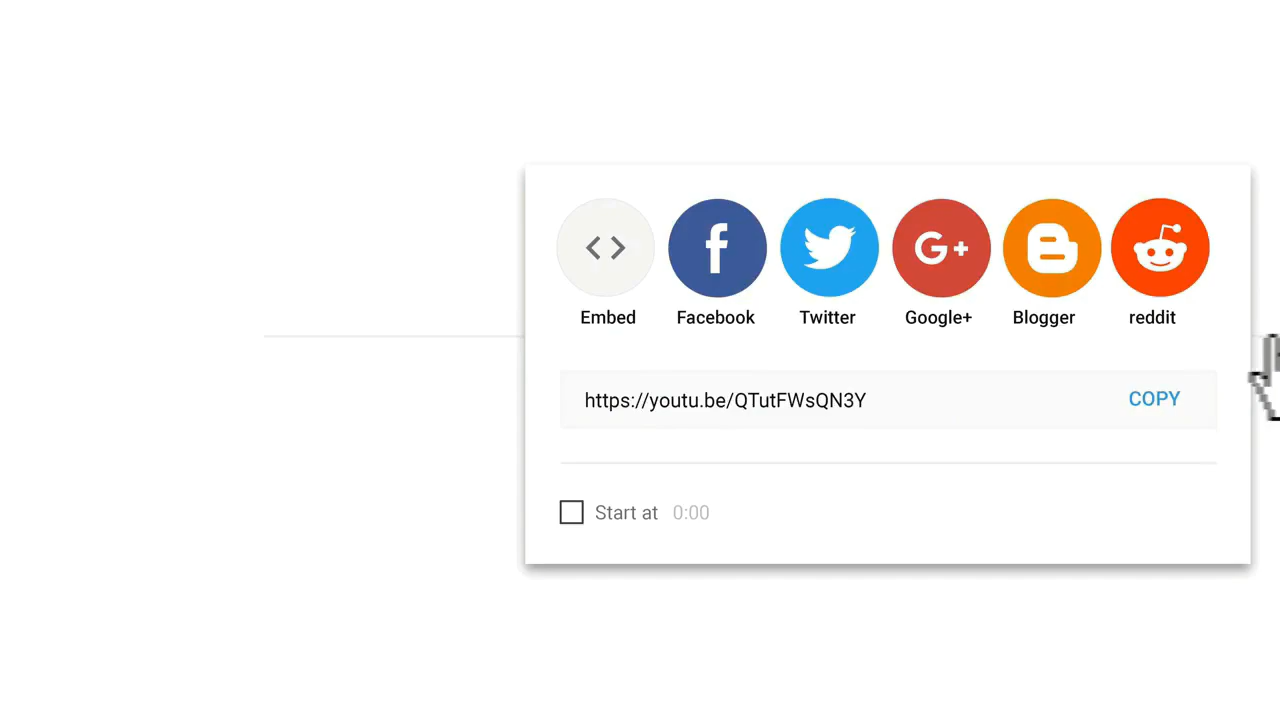 Embed Facebook Twitter Google+ Blogger reddit
https://youtu.be/QTutFWsQN3Y COPY
Start at 0:00